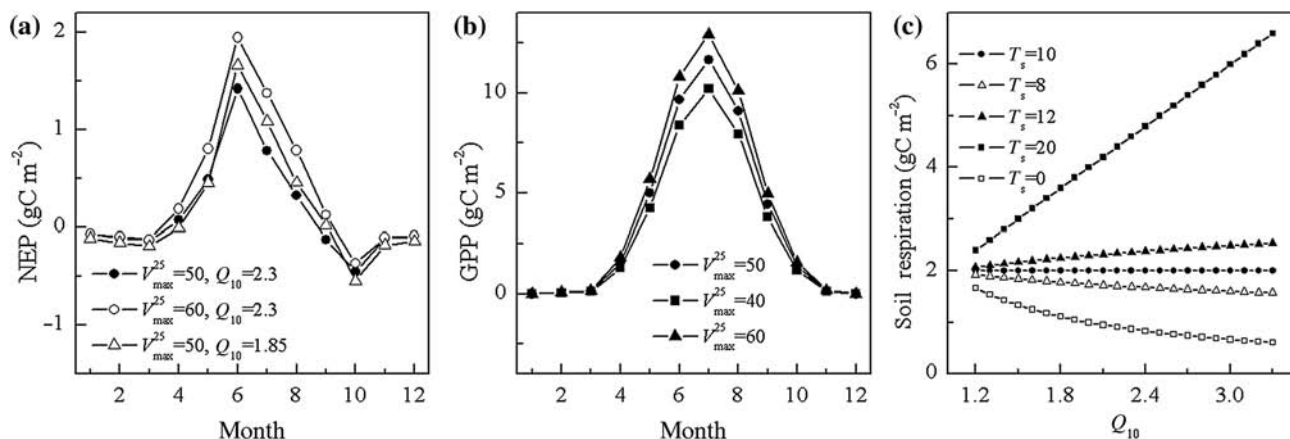 (a)
2
1
0
−1
NEP (gC m⁻²)
V²⁵max=50, Q₁₀=2.3
V²⁵max=60, Q₁₀=2.3
V²⁵max=50, Q₁₀=1.85
2 4 6 8 10 12
Month
(b)
10
5
0
GPP (gC m⁻²)
V²⁵max=50
V²⁵max=40
V²⁵max=60
2 4 6 8 10 12
Month
(c)
6
4
2
0
Soil respiration (gC m⁻²)
Tₛ=10
Tₛ=8
Tₛ=12
Tₛ=20
Tₛ=0
1.2 1.8 2.4 3.0
Q₁₀